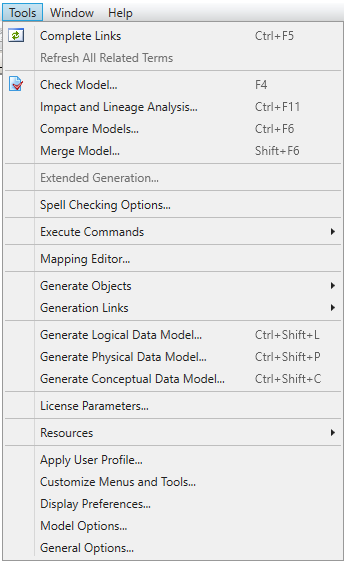 Tools Window Help
Complete Links Ctrl+F5
Refresh All Related Terms
Check Model... F4
Impact and Lineage Analysis... Ctrl+F11
Compare Models... Ctrl+F6
Merge Model... Shift+F6
Extended Generation...
Spell Checking Options...
Execute Commands
Mapping Editor...
Generate Objects
Generation Links
Generate Logical Data Model... Ctrl+Shift+L
Generate Physical Data Model... Ctrl+Shift+P
Generate Conceptual Data Model... Ctrl+Shift+C
License Parameters...
Resources
Apply User Profile...
Customize Menus and Tools...
Display Preferences...
Model Options...
General Options...